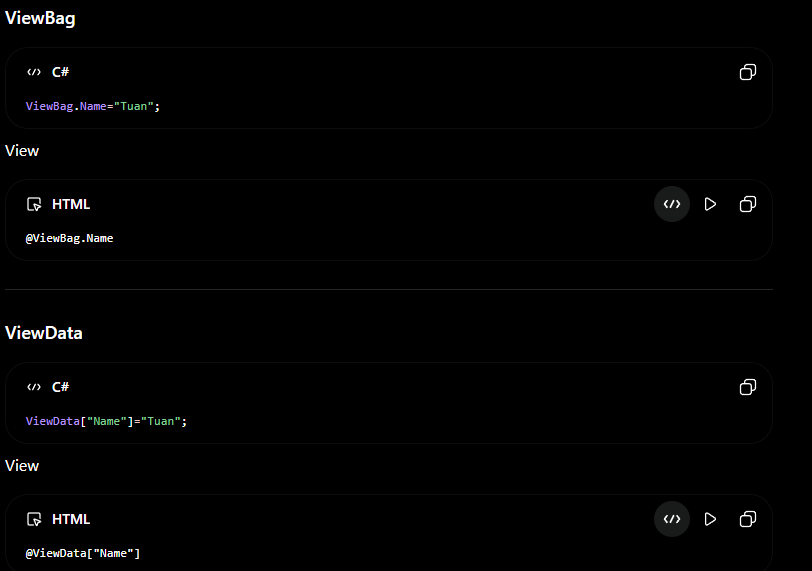 ViewBag
C#
ViewBag.Name="Tuan";
View
HTML
@ViewBag.Name
ViewData
C#
ViewData["Name"]="Tuan";
View
HTML
@ViewData["Name"]